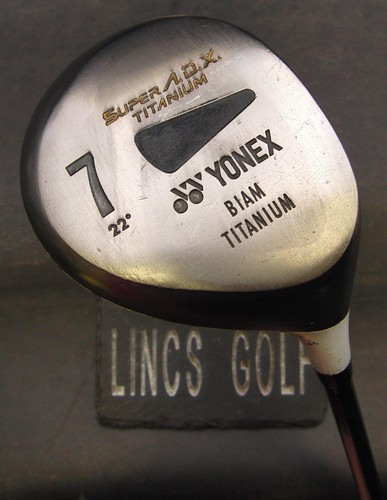 SUPER A.D.X.
TITANIUM
7
22°
YONEX
BIAM
TITANIUM
LINCS GOLF